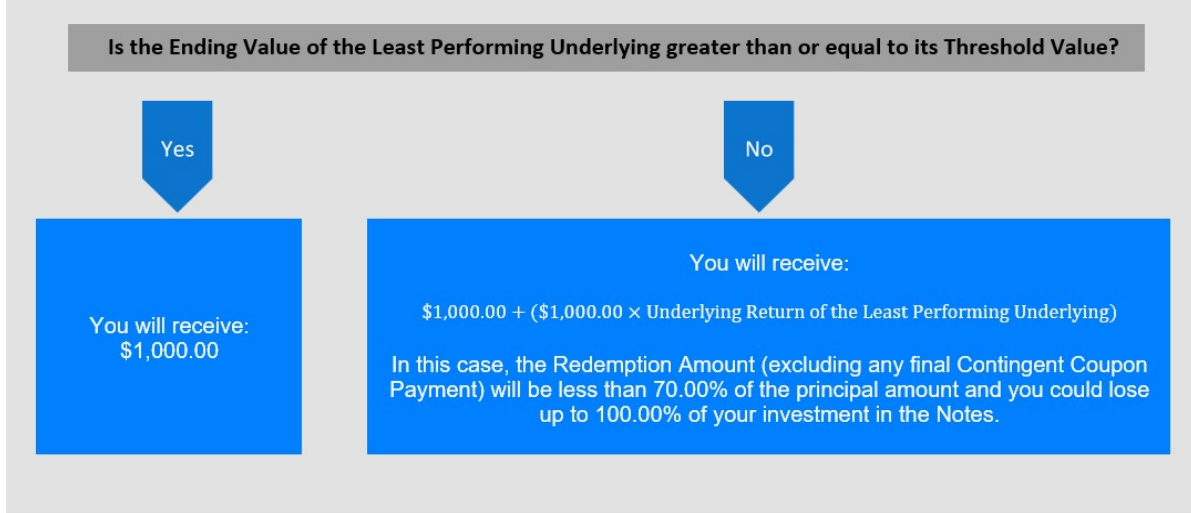 Is the Ending Value of the Least Performing Underlying greater than or equal to its Threshold Value?
Yes
No
You will receive:
$1,000.00
You will receive:
$1,000.00 + ($1,000.00 × Underlying Return of the Least Performing Underlying)
In this case, the Redemption Amount (excluding any final Contingent Coupon
Payment) will be less than 70.00% of the principal amount and you could lose
up to 100.00% of your investment in the Notes.